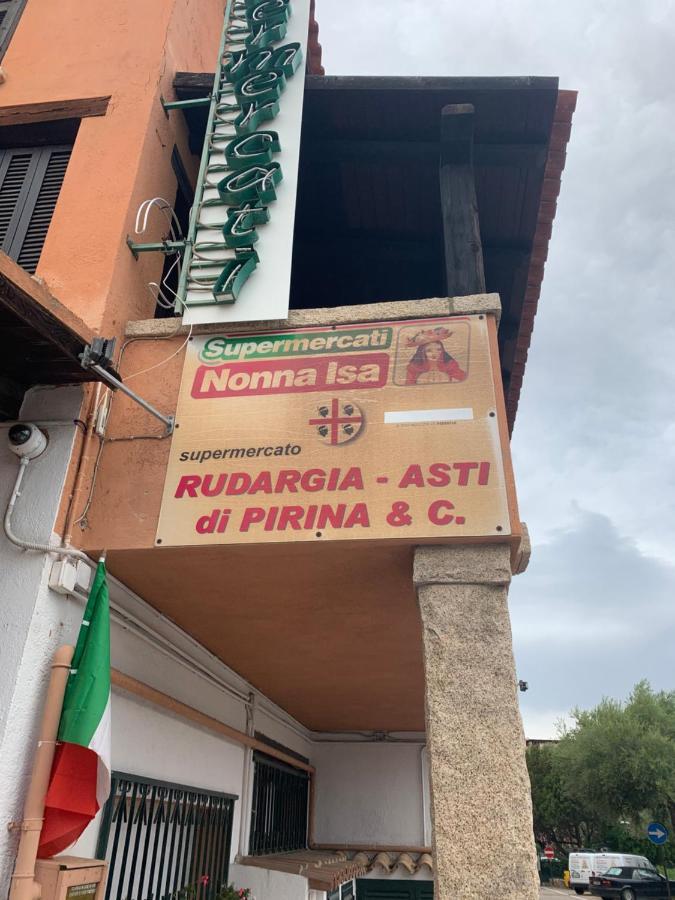 Supermercati
Nonna Isa
supermercato
RUDARGIA - ASTI
di PIRINA & C.